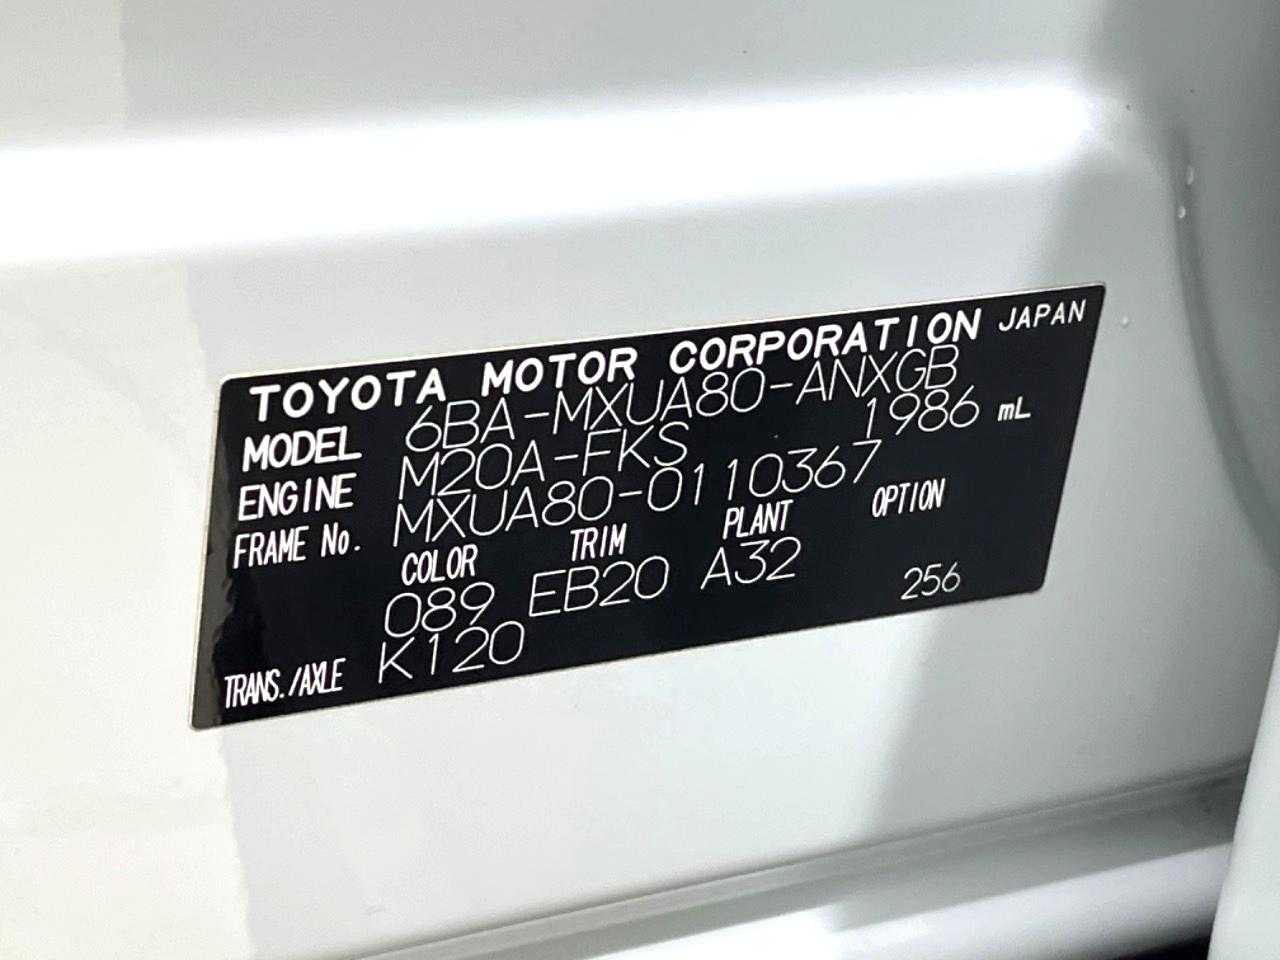 TOYOTA MOTOR CORPORATION JAPAN
MODEL 6BA-MXUA80-ANXGB
ENGINE M20A-FKS 1986 mL
FRAME No. MXUA80-0110367
COLOR TRIM PLANT OPTION
089 EB20 A32
TRANS./AXLE K120 256